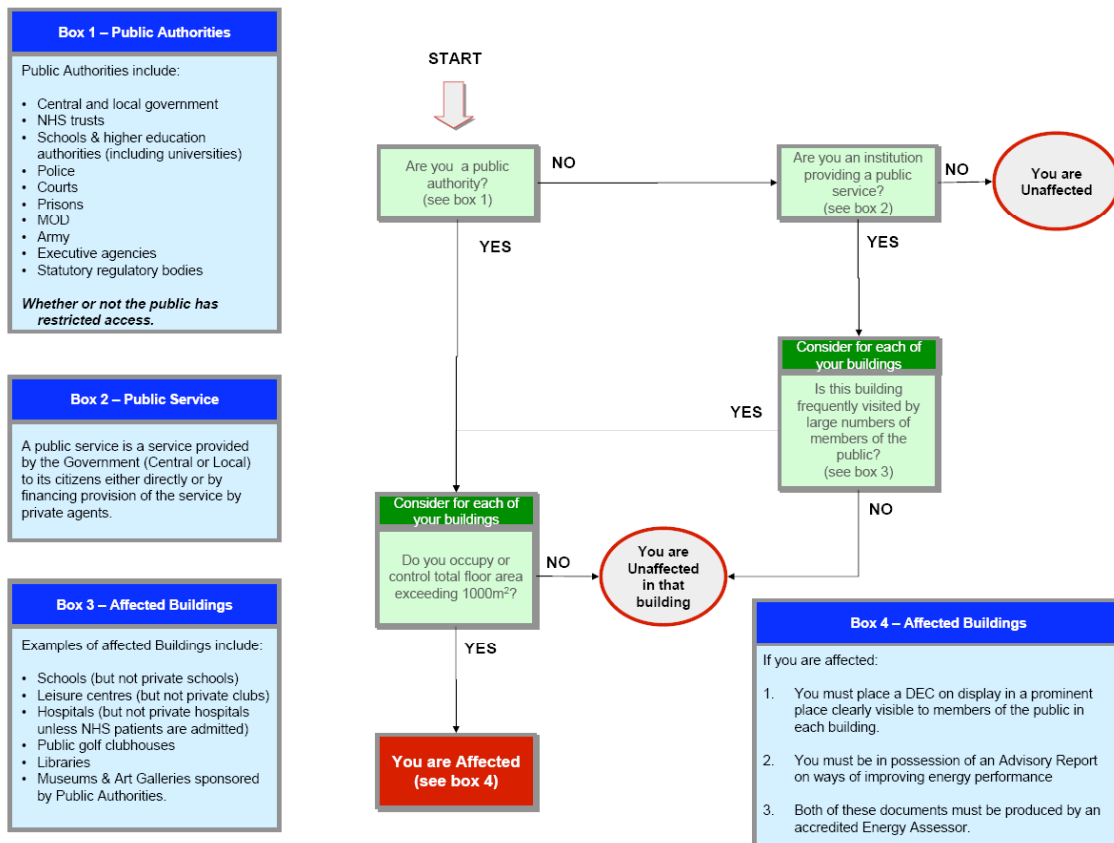 Box 1 – Public Authorities
Public Authorities include:
• Central and local government
• NHS trusts
• Schools & higher education
authorities (including universities)
• Police
• Courts
• Prisons
• MOD
• Army
• Executive agencies
• Statutory regulatory bodies
Whether or not the public has
restricted access.
Box 2 – Public Service
A public service is a service provided
by the Government (Central or Local)
to its citizens either directly or by
financing provision of the service by
private agents.
Box 3 – Affected Buildings
Examples of affected Buildings include:
• Schools (but not private schools)
• Leisure centres (but not private clubs)
• Hospitals (but not private hospitals
unless NHS patients are admitted)
• Public golf clubhouses
• Libraries
• Museums & Art Galleries sponsored
by Public Authorities.
START
Are you a public
authority?
(see box 1)
NO
Are you an institution
providing a public
service?
(see box 2)
NO
You are
Unaffected
YES
YES
Consider for each of
your buildings
Is this building
frequently visited by
large numbers of
members of the
public?
(see box 3)
YES
NO
Consider for each of
your buildings
Do you occupy or
control total floor area
exceeding 1000m²?
NO
You are
Unaffected
in that
building
YES
You are Affected
(see box 4)
Box 4 – Affected Buildings
If you are affected:
1. You must place a DEC on display in a prominent
place clearly visible to members of the public in
each building.
2. You must be in possession of an Advisory Report
on ways of improving energy performance
3. Both of these documents must be produced by an
accredited Energy Assessor.